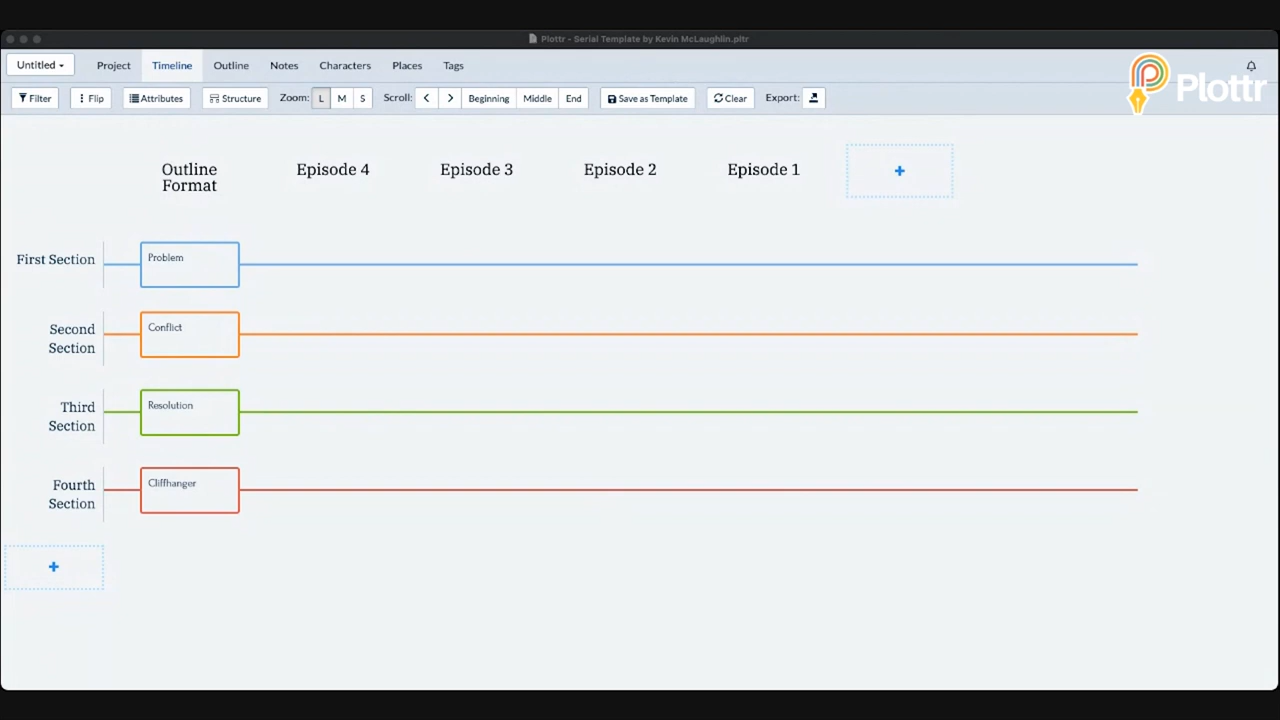 Plottr - Serial Template by Kevin McLaughlin.pltr
Untitled
Project
Timeline
Outline
Notes
Characters
Places
Tags
Plottr
Filter
Flip
Attributes
Structure
Zoom:
L
M
S
Scroll:
Beginning
Middle
End
Save as Template
Clear
Export:
Outline
Format
Episode 4
Episode 3
Episode 2
Episode 1
+
First Section
Problem
Second
Section
Conflict
Third
Section
Resolution
Fourth
Section
Cliffhanger
+